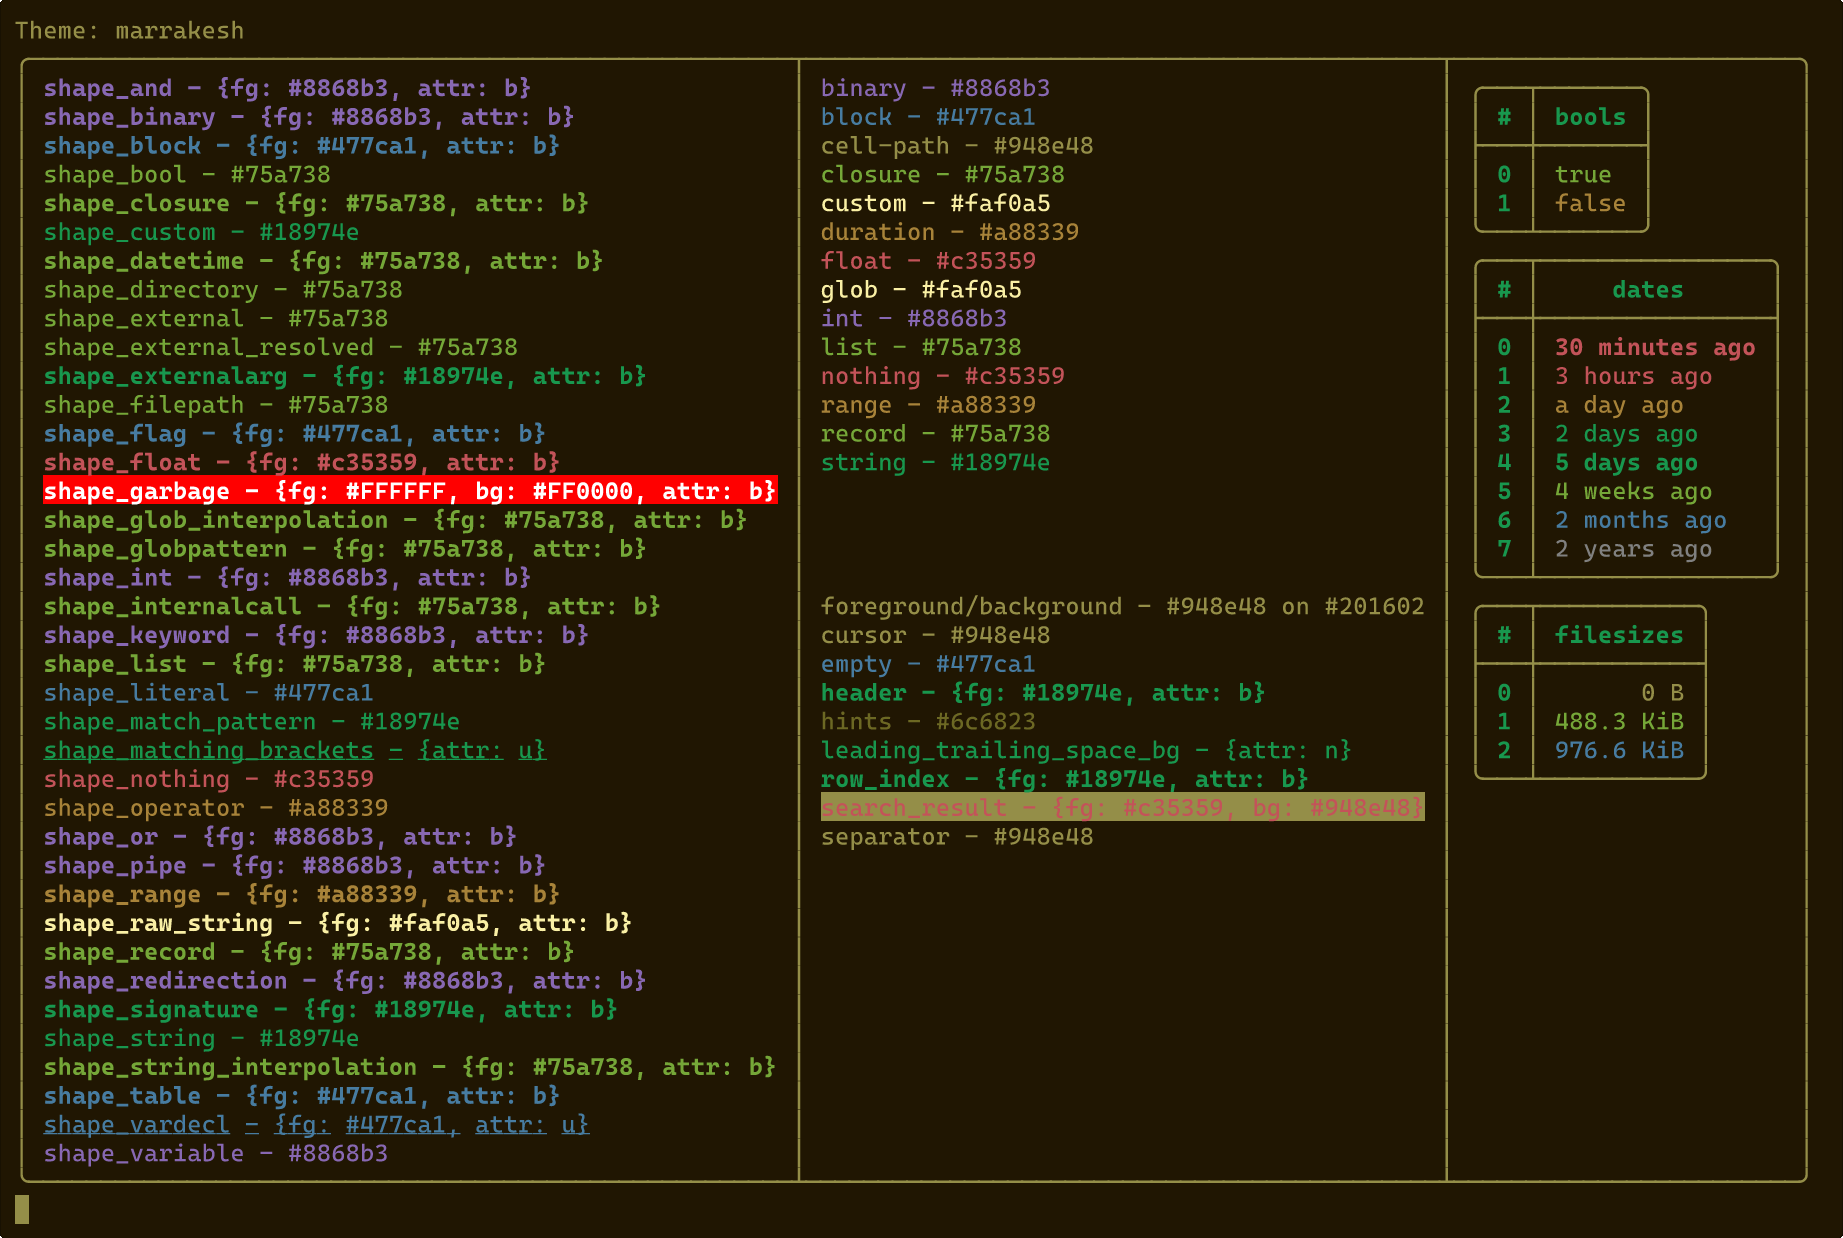 Theme: marrakesh
shape_and - {fg: #8868b3, attr: b}
shape_binary - {fg: #8868b3, attr: b}
shape_block - {fg: #477ca1, attr: b}
shape_bool - #75a738
shape_closure - {fg: #75a738, attr: b}
shape_custom - #18974e
shape_datetime - {fg: #75a738, attr: b}
shape_directory - #75a738
shape_external - #75a738
shape_external_resolved - #75a738
shape_externalarg - {fg: #18974e, attr: b}
shape_filepath - #75a738
shape_flag - {fg: #477ca1, attr: b}
shape_float - {fg: #c35359, attr: b}
shape_garbage - {fg: #FFFFFF, bg: #FF0000, attr: b}
shape_glob_interpolation - {fg: #75a738, attr: b}
shape_globpattern - {fg: #75a738, attr: b}
shape_int - {fg: #8868b3, attr: b}
shape_internalcall - {fg: #75a738, attr: b}
shape_keyword - {fg: #8868b3, attr: b}
shape_list - {fg: #75a738, attr: b}
shape_literal - #477ca1
shape_match_pattern - #18974e
shape_matching_brackets - {attr: u}
shape_nothing - #c35359
shape_operator - #a88339
shape_or - {fg: #8868b3, attr: b}
shape_pipe - {fg: #8868b3, attr: b}
shape_range - {fg: #a88339, attr: b}
shape_raw_string - {fg: #faf0a5, attr: b}
shape_record - {fg: #75a738, attr: b}
shape_redirection - {fg: #8868b3, attr: b}
shape_signature - {fg: #18974e, attr: b}
shape_string - #18974e
shape_string_interpolation - {fg: #75a738, attr: b}
shape_table - {fg: #477ca1, attr: b}
shape_vardecl - {fg: #477ca1, attr: u}
shape_variable - #8868b3
binary - #8868b3
block - #477ca1
cell-path - #948e48
closure - #75a738
custom - #faf0a5
duration - #a88339
float - #c35359
glob - #faf0a5
int - #8868b3
list - #75a738
nothing - #c35359
range - #a88339
record - #75a738
string - #18974e
foreground/background - #948e48 on #201602
cursor - #948e48
empty - #477ca1
header - {fg: #18974e, attr: b}
hints - #6c6823
leading_trailing_space_bg - {attr: n}
row_index - {fg: #18974e, attr: b}
search_result - {fg: #c35359, bg: #948e48}
separator - #948e48
# bools
0 true
1 false
# dates
0 30 minutes ago
1 3 hours ago
2 a day ago
3 2 days ago
4 5 days ago
5 4 weeks ago
6 2 months ago
7 2 years ago
# filesizes
0 0 B
1 488.3 KiB
2 976.6 KiB